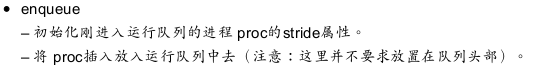 • enqueue
– 初始化刚进入运行队列的进程 proc的stride属性。
– 将 proc插入放入运行队列中去（注意：这里并不要求放置在队列头部）。